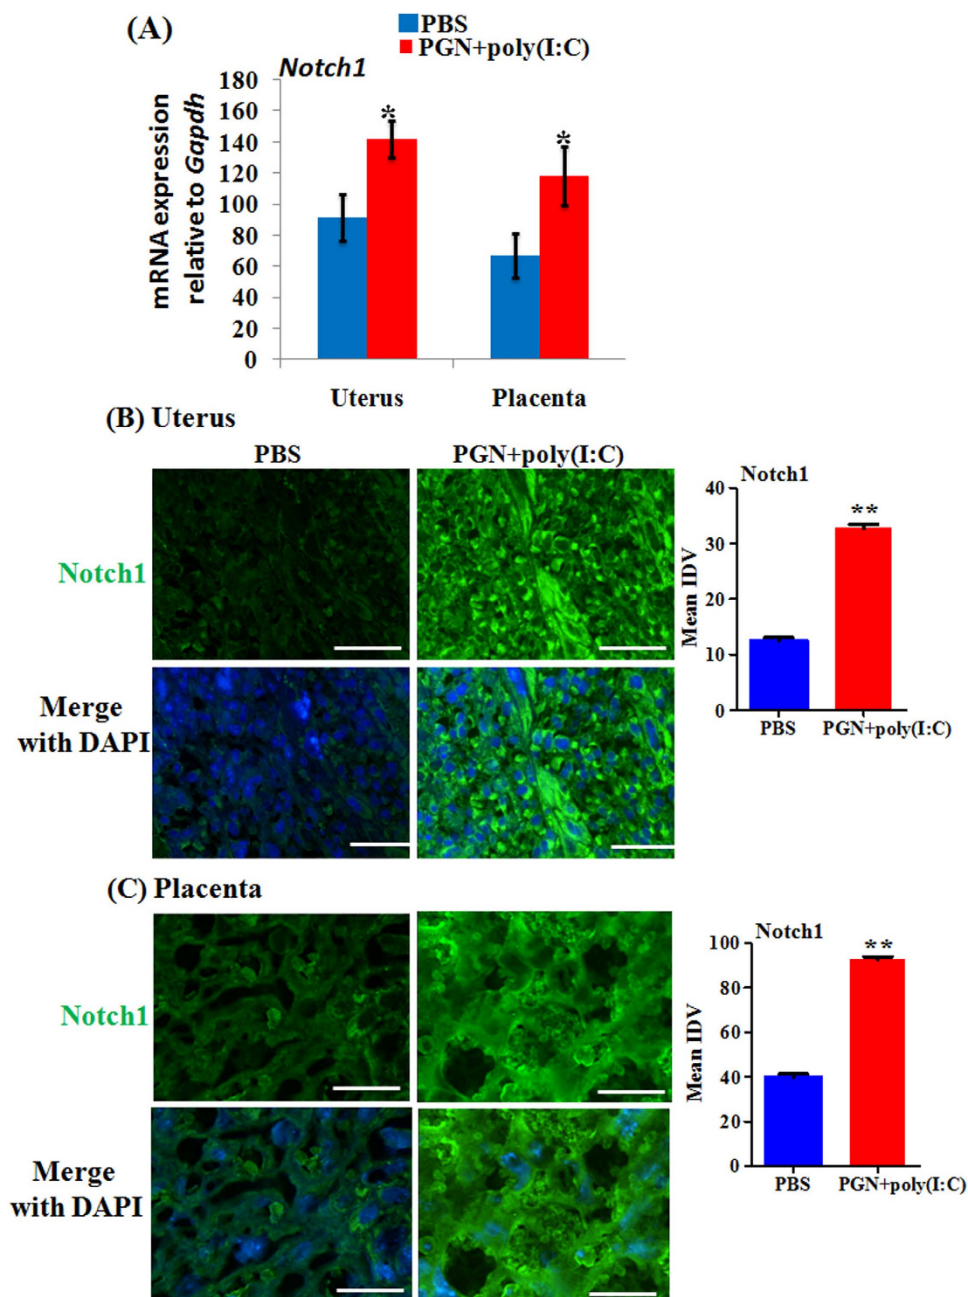 (A)
PBS
PGN+poly(I:C)
Notch1
mRNA expression
relative to Gapdh
180
160
140
120
100
80
60
40
20
0
*
*
Uterus
Placenta
(B) Uterus
PBS
PGN+poly(I:C)
Notch1
Merge
with DAPI
Notch1
Mean IDV
40
30
20
10
0
**
PBS
PGN+poly(I:C)
(C) Placenta
Notch1
Merge
with DAPI
Notch1
Mean IDV
100
80
60
40
20
0
**
PBS
PGN+poly(I:C)